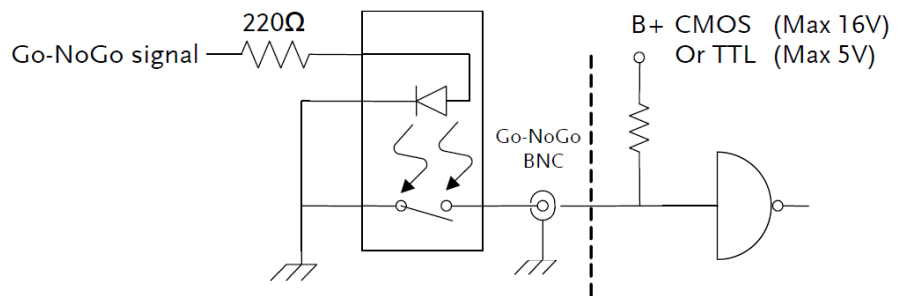 220Ω
Go-NoGo signal
B+ CMOS (Max 16V)
Or TTL (Max 5V)
Go-NoGo
BNC